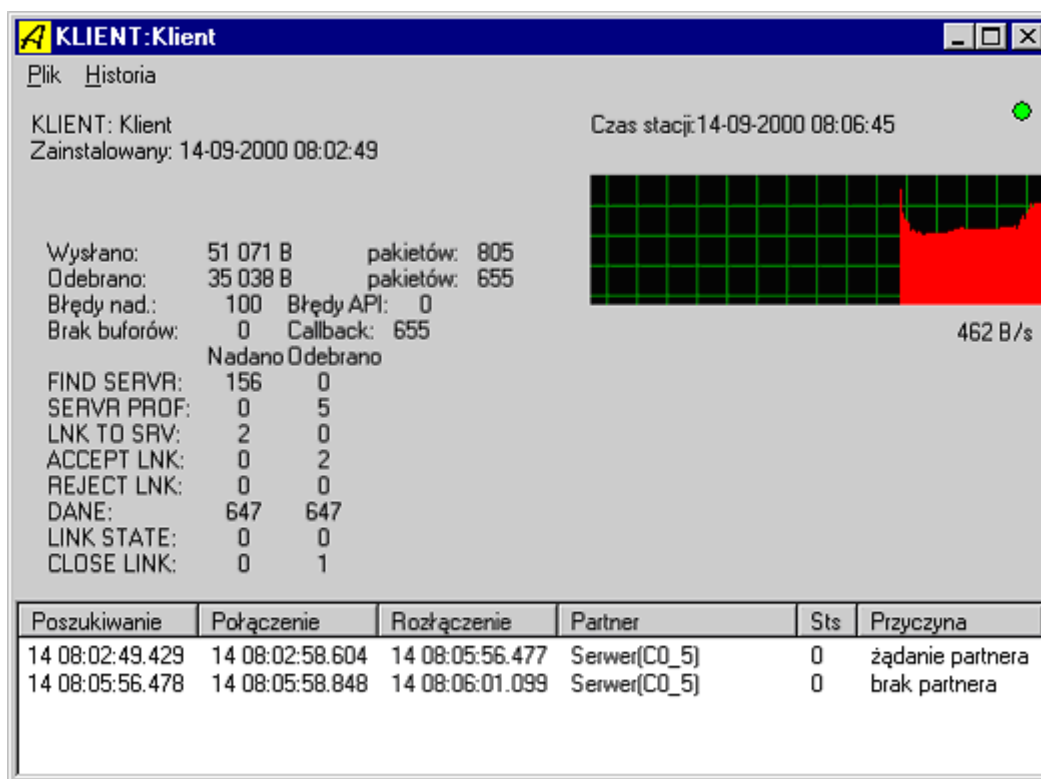 KLIENT:Klient
Plik Historia
KLIENT: Klient
Zainstalowany: 14-09-2000 08:02:49
Czas stacji:14-09-2000 08:06:45
462 B/s
Wysłano: 51 071 B pakietów: 805
Odebrano: 35 038 B pakietów: 655
Błędy nad.: 100 Błędy API: 0
Brak buforów: 0 Callback: 655
Nadano Odebrano
FIND SERVR: 156 0
SERVR PROF: 0 5
LNK TO SRV: 2 0
ACCEPT LNK: 0 2
REJECT LNK: 0 0
DANE: 647 647
LINK STATE: 0 0
CLOSE LINK: 0 1
Poszukiwanie Połączenie Rozłączenie Partner Sts Przyczyna
14 08:02:49.429 14 08:02:58.604 14 08:05:56.477 Serwer(C0_5) 0 żądanie partnera
14 08:05:56.478 14 08:05:58.848 14 08:06:01.099 Serwer(C0_5) 0 brak partnera